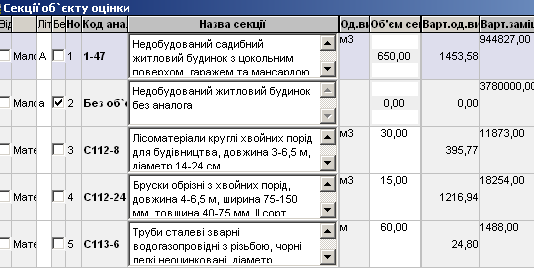 Секції об`єкту оцінки
Від Літ Бе Но Код ана. Назва секції Од.ви Об'єм се Варт.од.ви Варт.замі
Мало А 1 1-47 Недобудований садибний житловий будинок з цокольним поверхом, гаражем та мансардою м3 650,00 1453,58 944827,00
Мало а 2 Без об` Недобудований житловий будинок без аналога 0,00 0,00 3780000,00
Мате 3 С112-8 Лісоматеріали круглі хвойних порід для будівництва, довжина 3-6,5 м, діаметр 14-24 см м3 30,00 395,77 11873,00
Мате 4 С112-24 Бруски обрізні з хвойних порід, довжина 4-6,5 м, ширина 75-150 мм, товщина 40-75 мм, II сорт м3 15,00 1216,94 18254,00
Мате 5 С113-6 Труби сталеві зварні водогазопровідні з різьбою, чорні легкі неоцинковані, діаметр м 60,00 24,80 1488,00